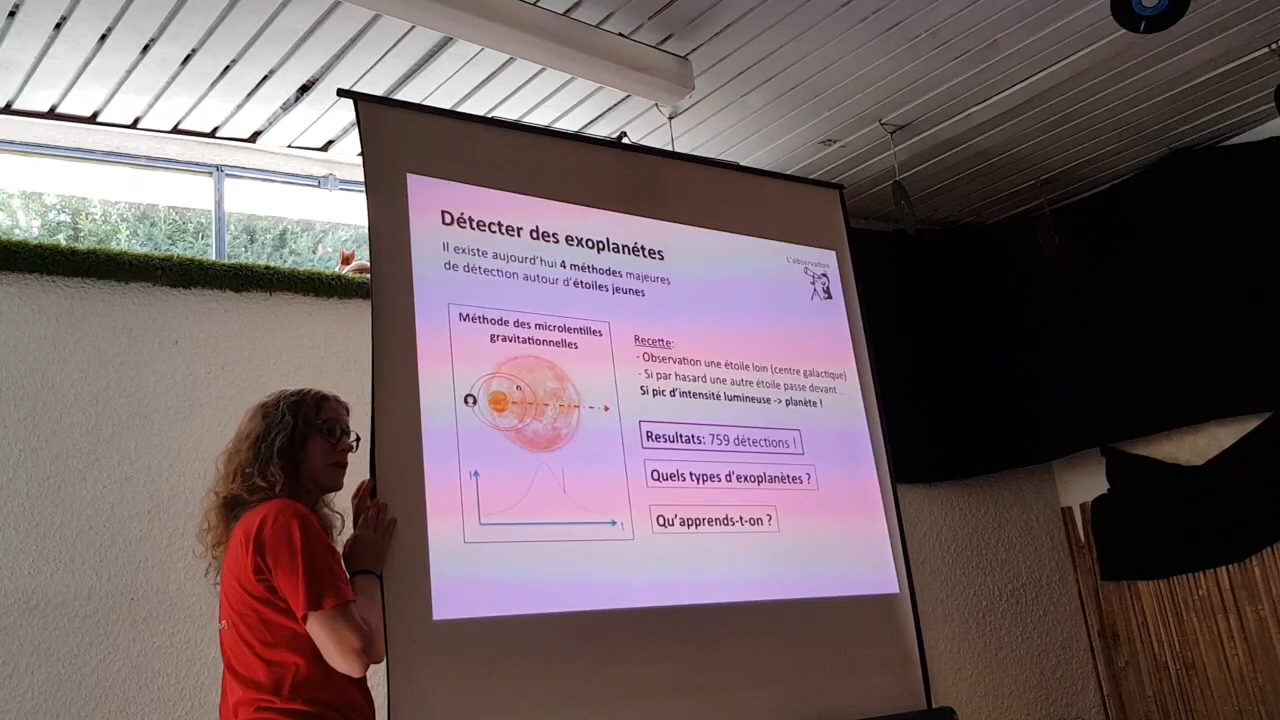 Détecter des exoplanétes
Il existe aujourd'hui 4 méthodes majeures
de détection autour d'étoiles jeunes
L'observation
Méthode des microlentilles
gravitationnelles
I
t
Recette:
- Observation une étoile loin (centre galactique)
- Si par hasard une autre étoile passe devant...
Si pic d'intensité lumineuse -> planète !
Resultats: 759 détections !
Quels types d'exoplanètes ?
Qu'apprends-t-on ?